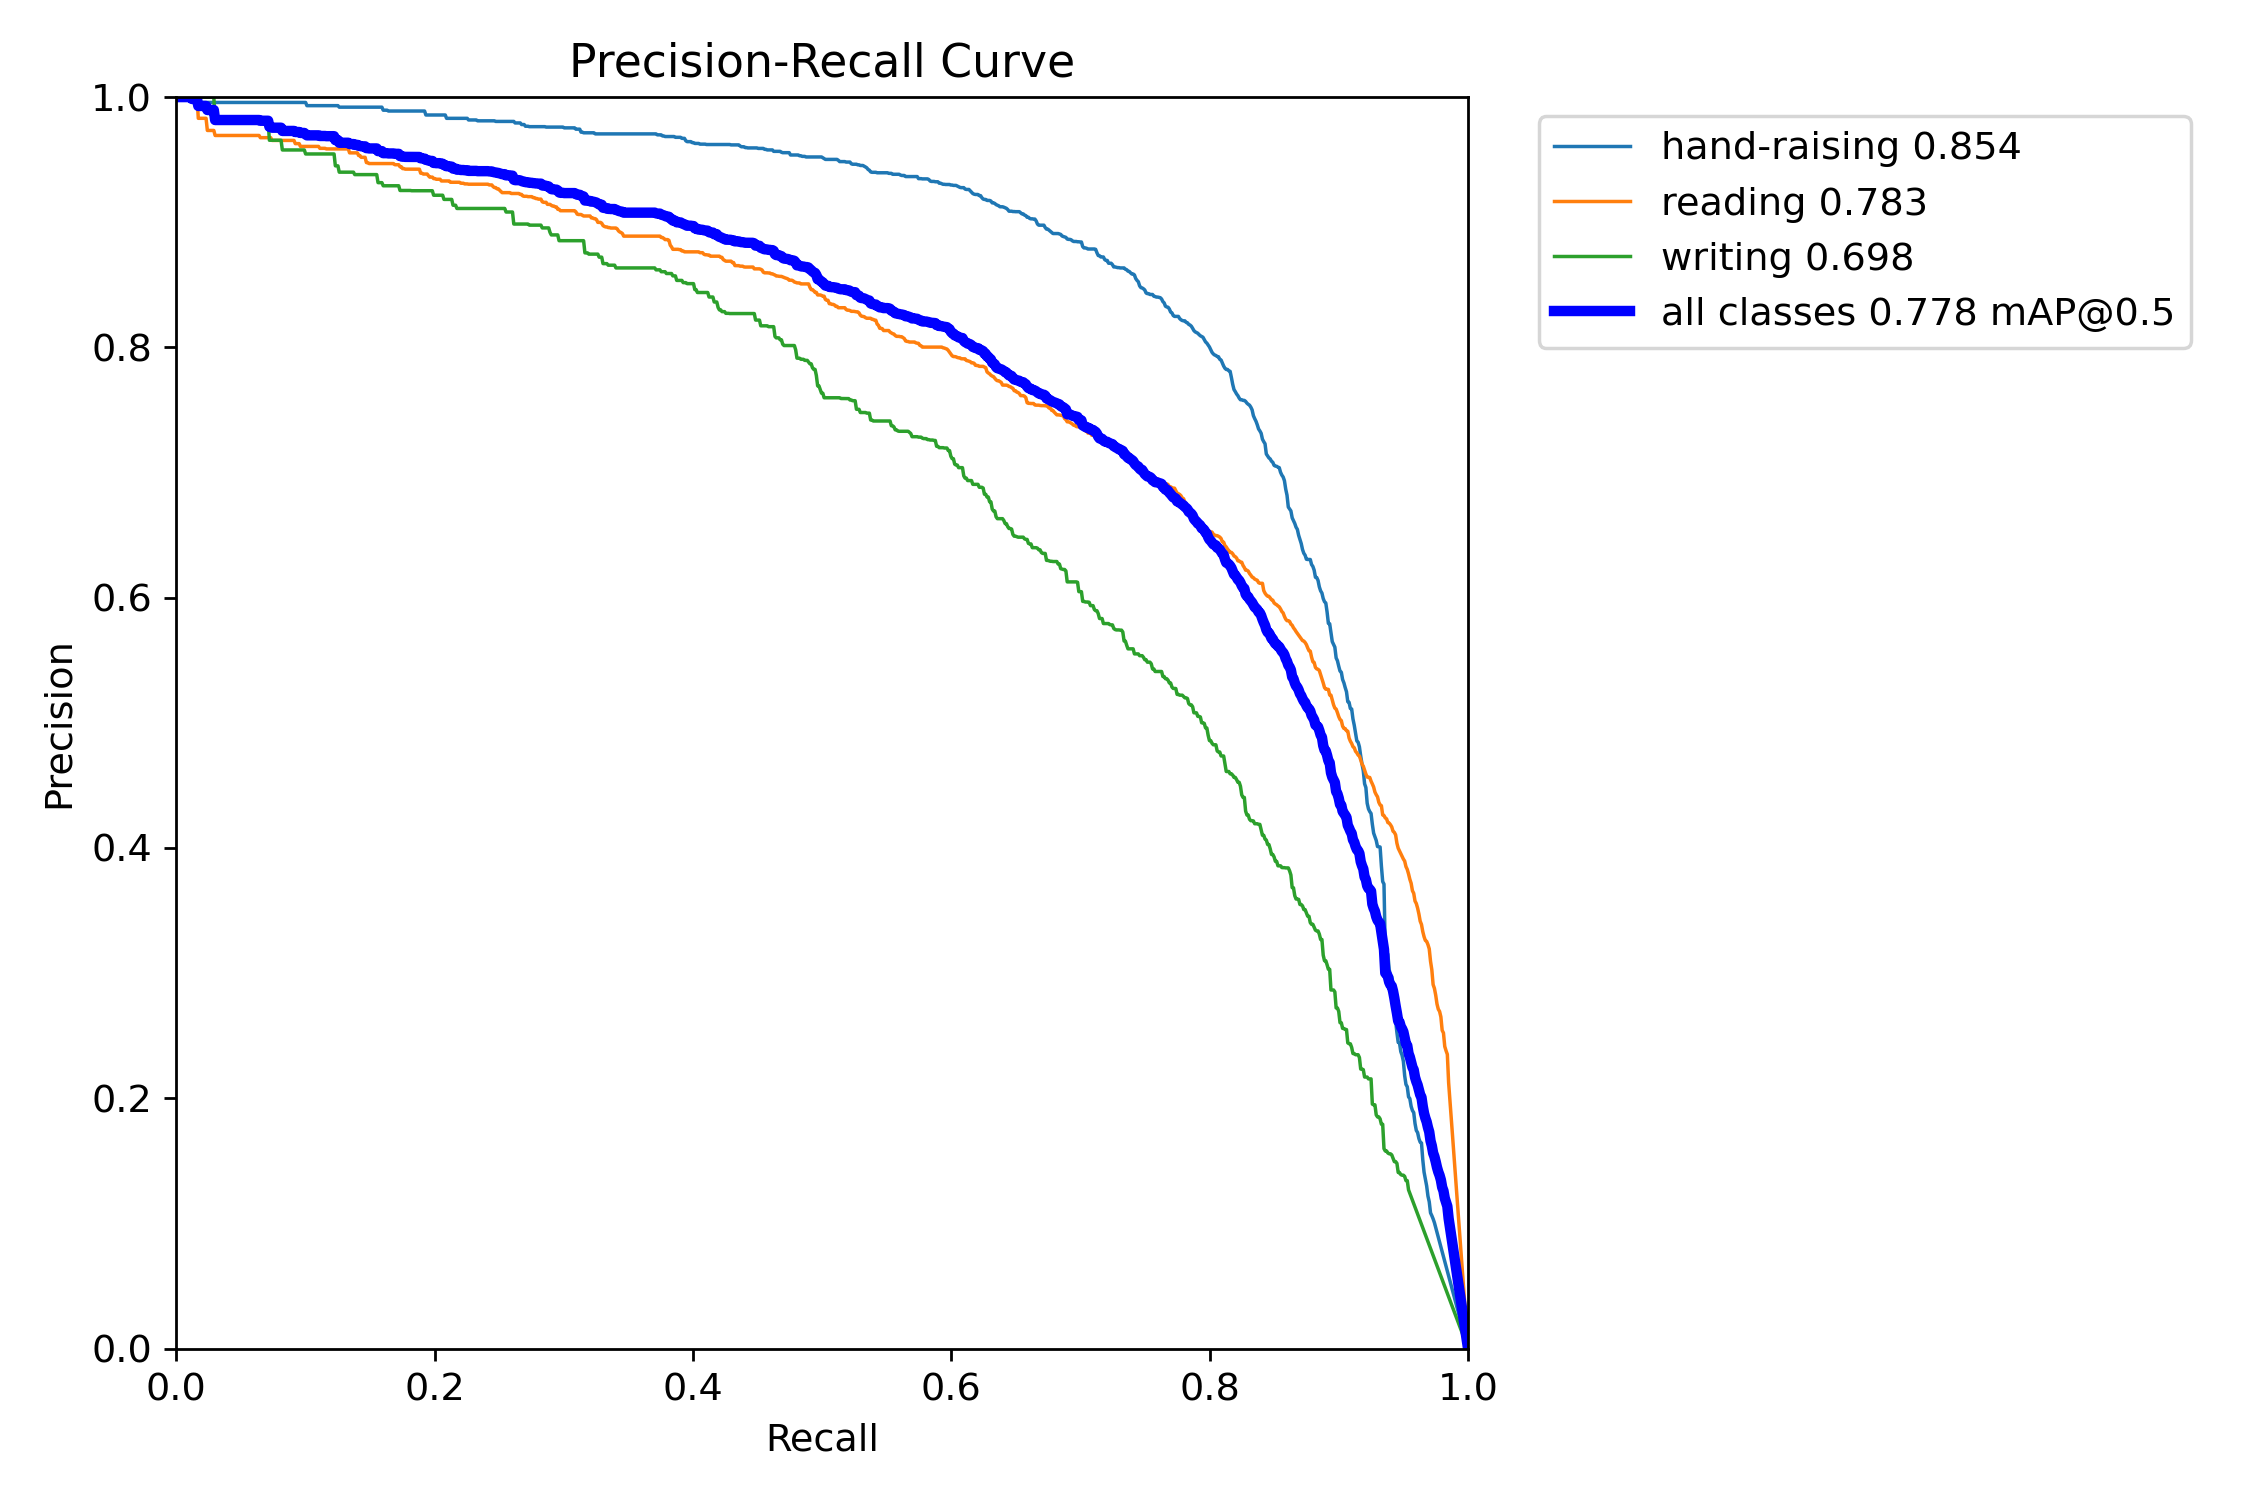 Precision-Recall Curve
hand-raising 0.854
reading 0.783
writing 0.698
all classes 0.778 mAP@0.5
Precision
1.0
0.8
0.6
0.4
0.2
0.0
0.0 0.2 0.4 0.6 0.8 1.0
Recall